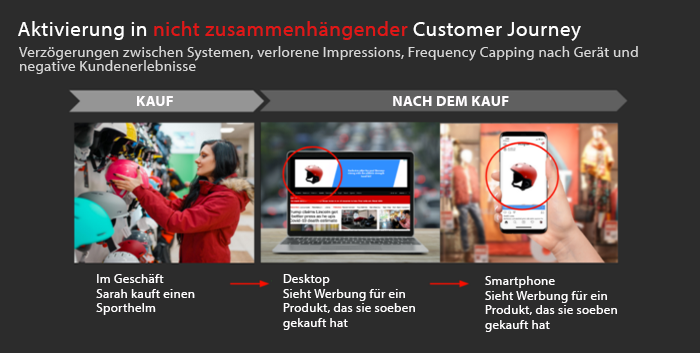 Aktivierung in nicht zusammenhängender Customer Journey
Verzögerungen zwischen Systemen, verlorene Impressions, Frequency Capping nach Gerät und
negative Kundenerlebnisse
KAUF
NACH DEM KAUF
Im Geschäft
Sarah kauft einen
Sporthelm
Desktop
Sieht Werbung für ein
Produkt, das sie soeben
gekauft hat
Smartphone
Sieht Werbung für ein
Produkt, das sie soeben
gekauft hat